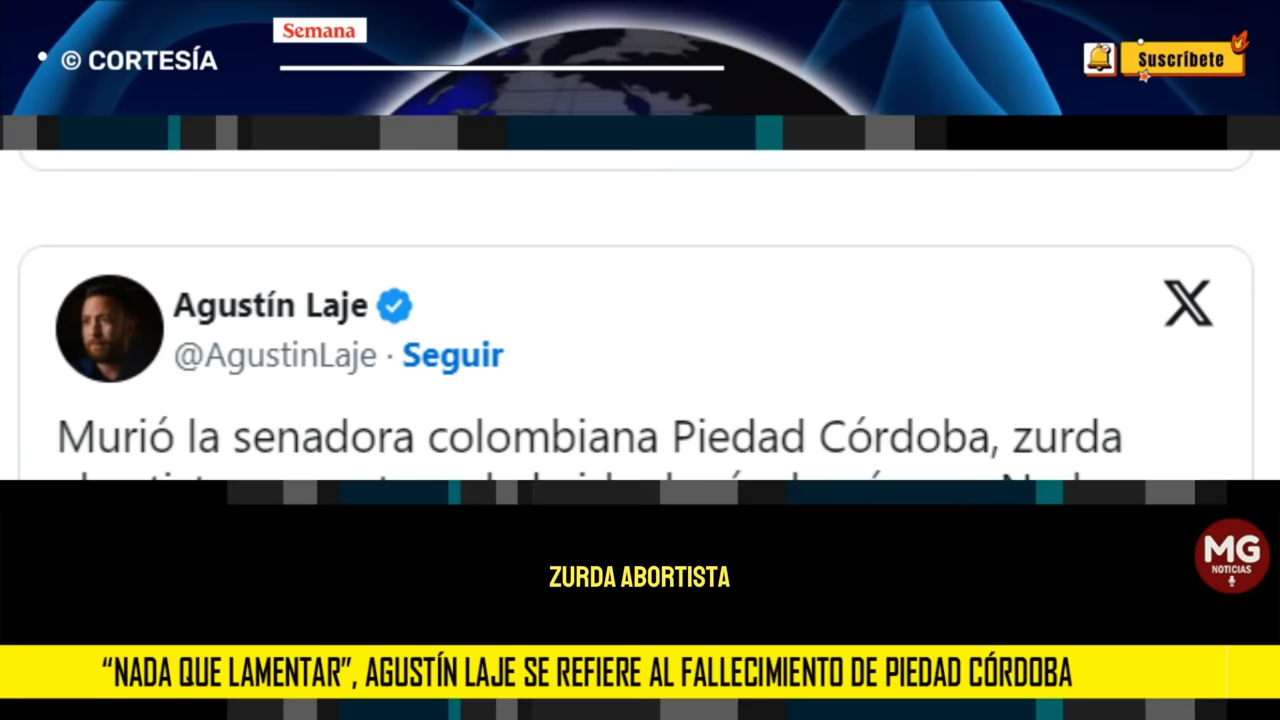 Semana
© CORTESÍA
Suscríbete
Agustín Laje
@AgustinLaje · Seguir
Murió la senadora colombiana Piedad Córdoba, zurda
ZURDA ABORTISTA
MG
NOTICIAS
“NADA QUE LAMENTAR”, AGUSTÍN LAJE SE REFIERE AL FALLECIMIENTO DE PIEDAD CÓRDOBA